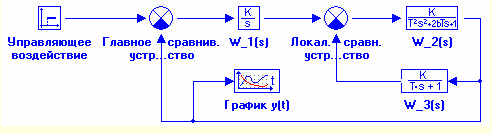 K
s
K
T²s²+2bTs+1
Управляющее
воздействие
Главное сравнив.
устр...ство
W_1(s)
Локал. сравн.
устр...ство
W_2(s)
t
K
T·s + 1
График y(t)
W_3(s)